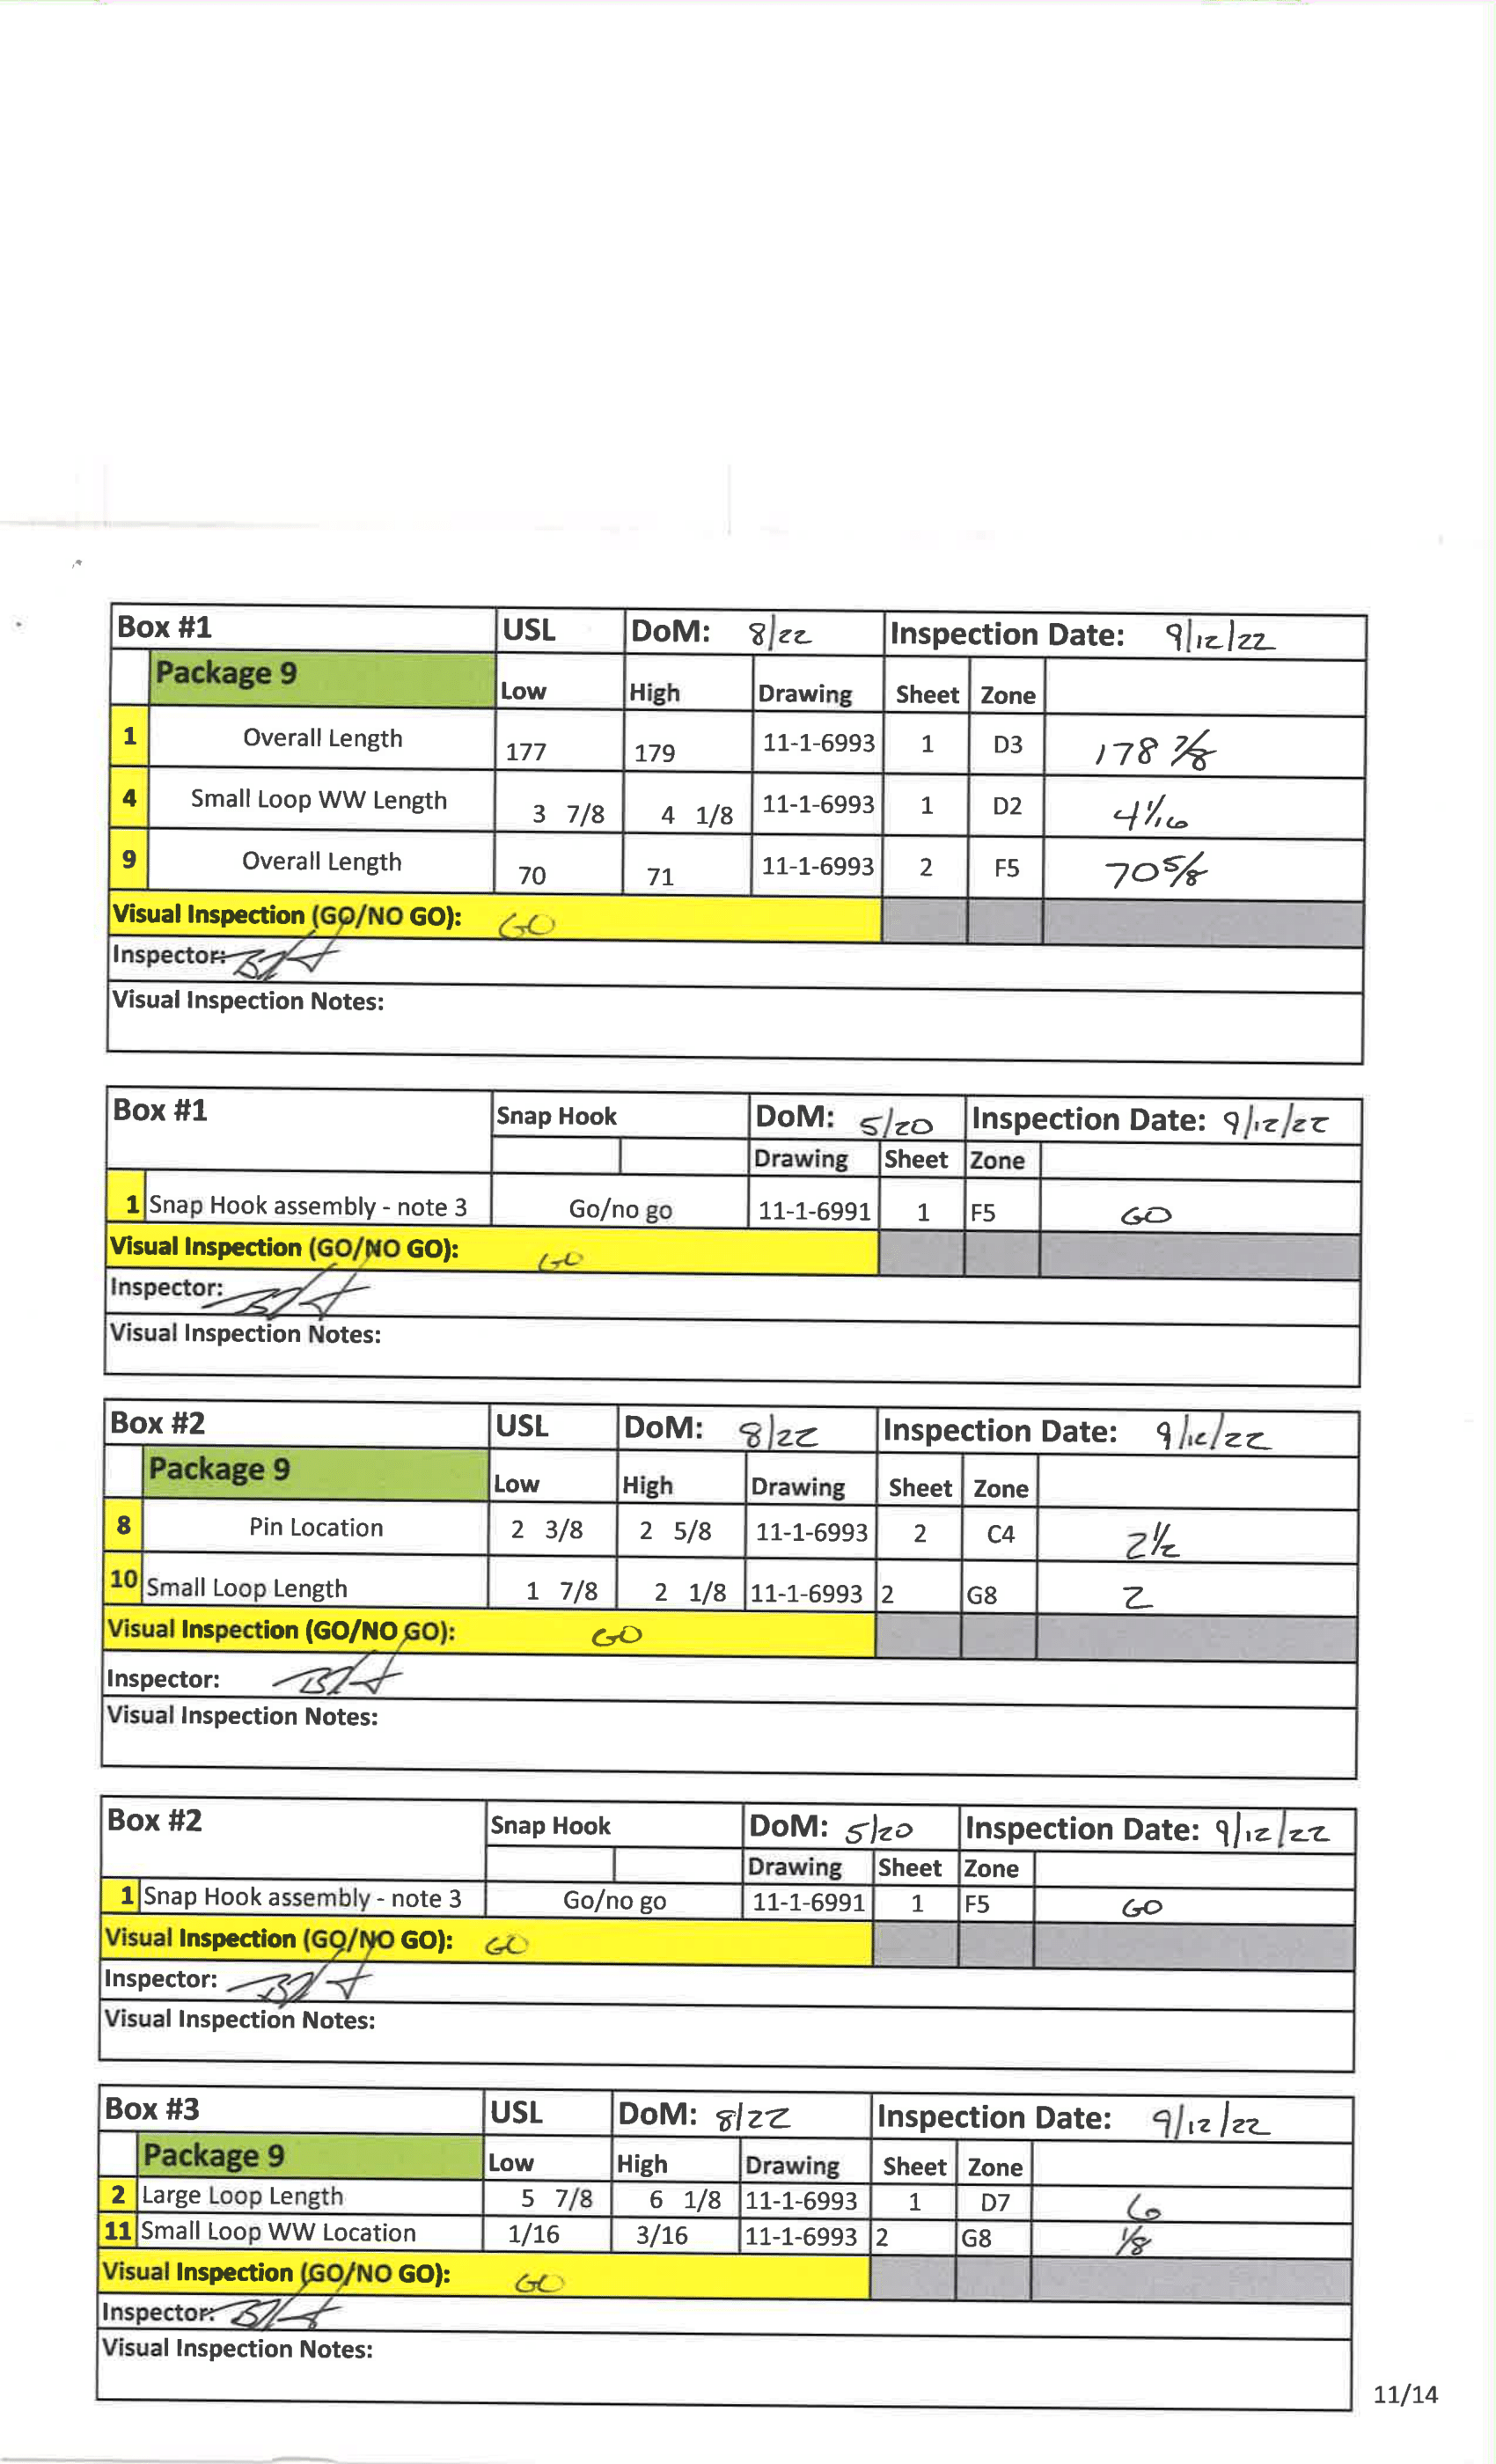 Box #1 USL DoM: 8/22 Inspection Date: 9/12/22
Package 9 Low High Drawing Sheet Zone
1 Overall Length 177 179 11-1-6993 1 D3 178 7/8
4 Small Loop WW Length 3 7/8 4 1/8 11-1-6993 1 D2 4 1/16
9 Overall Length 70 71 11-1-6993 2 F5 70 5/8
Visual Inspection (GO/NO GO): GO
Inspector:
Visual Inspection Notes:
Box #1 Snap Hook DoM: 5/20 Inspection Date: 9/12/22
Drawing Sheet Zone
1 Snap Hook assembly - note 3 Go/no go 11-1-6991 1 F5 GO
Visual Inspection (GO/NO GO): GO
Inspector:
Visual Inspection Notes:
Box #2 USL DoM: 8/22 Inspection Date: 9/12/22
Package 9 Low High Drawing Sheet Zone
8 Pin Location 2 3/8 2 5/8 11-1-6993 2 C4 2 1/2
10 Small Loop Length 1 7/8 2 1/8 11-1-6993 2 G8 2
Visual Inspection (GO/NO GO): GO
Inspector:
Visual Inspection Notes:
Box #2 Snap Hook DoM: 5/20 Inspection Date: 9/12/22
Drawing Sheet Zone
1 Snap Hook assembly - note 3 Go/no go 11-1-6991 1 F5 GO
Visual Inspection (GO/NO GO): GO
Inspector:
Visual Inspection Notes:
Box #3 USL DoM: 8/22 Inspection Date: 9/12/22
Package 9 Low High Drawing Sheet Zone
2 Large Loop Length 5 7/8 6 1/8 11-1-6993 1 D7 6
11 Small Loop WW Location 1/16 3/16 11-1-6993 2 G8 1/8
Visual Inspection (GO/NO GO): GO
Inspector:
Visual Inspection Notes:
11/14